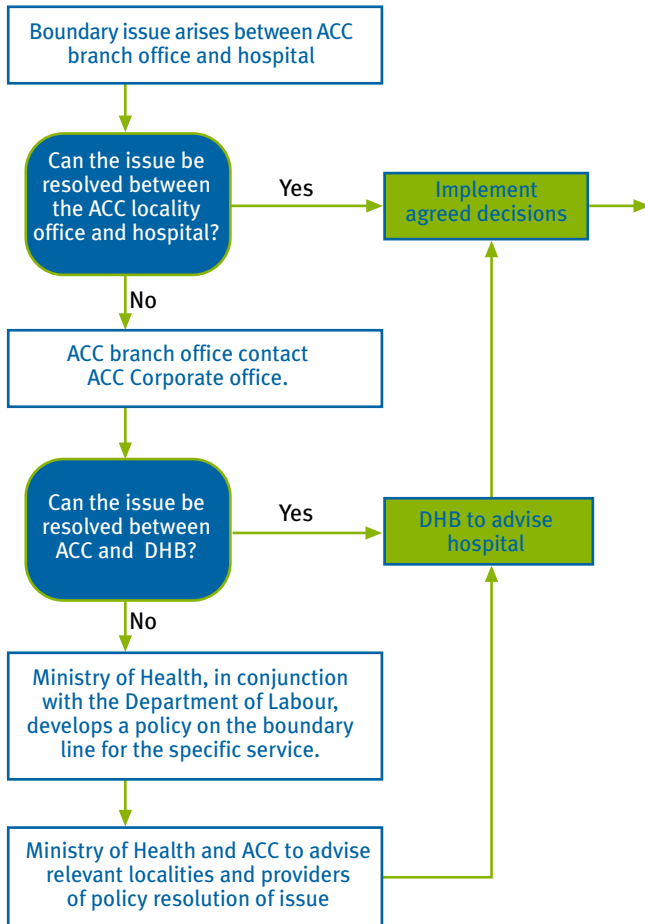 Boundary issue arises between ACC
branch office and hospital
Can the issue be
resolved between
the ACC locality
office and hospital?
Yes
Implement
agreed decisions
No
ACC branch office contact
ACC Corporate office.
Can the issue be
resolved between
ACC and DHB?
Yes
DHB to advise
hospital
No
Ministry of Health, in conjunction
with the Department of Labour,
develops a policy on the boundary
line for the specific service.
Ministry of Health and ACC to advise
relevant localities and providers
of policy resolution of issue